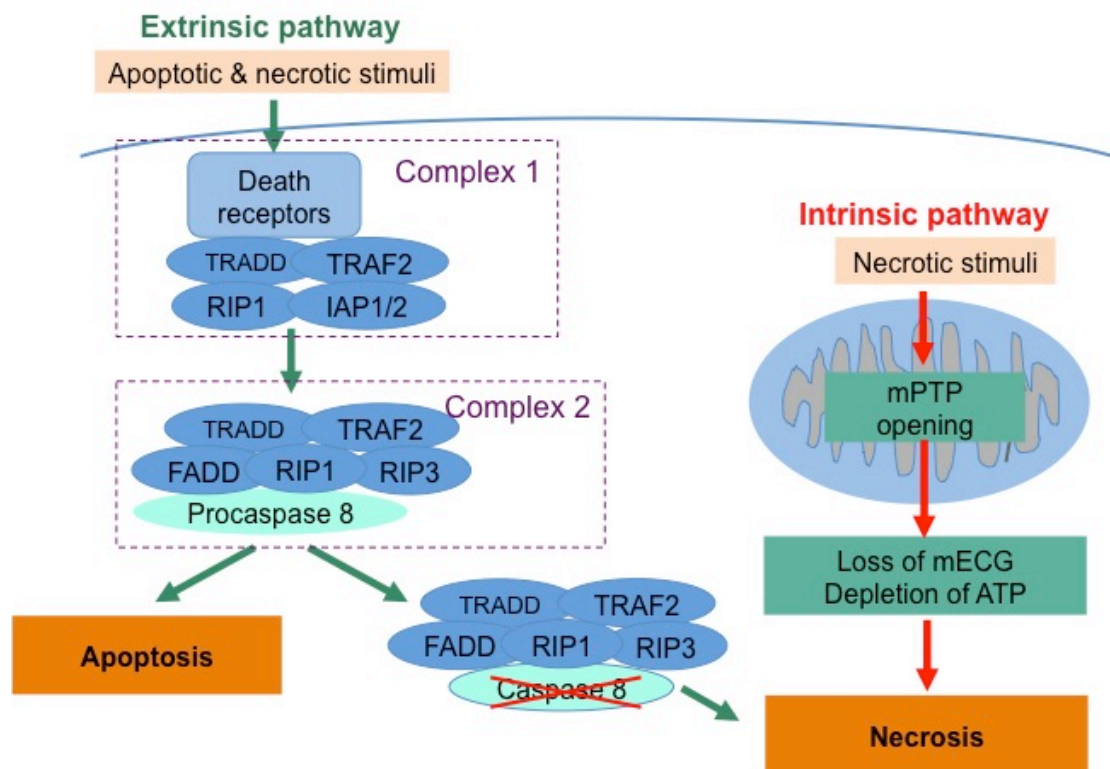 Extrinsic pathway
Apoptotic & necrotic stimuli
Complex 1
Death
receptors
TRADD
TRAF2
RIP1
IAP1/2
Complex 2
TRADD
TRAF2
FADD
RIP1
RIP3
Procaspase 8
Apoptosis
TRADD
TRAF2
FADD
RIP1
RIP3
Caspase 8
Intrinsic pathway
Necrotic stimuli
mPTP
opening
Loss of mECG
Depletion of ATP
Necrosis